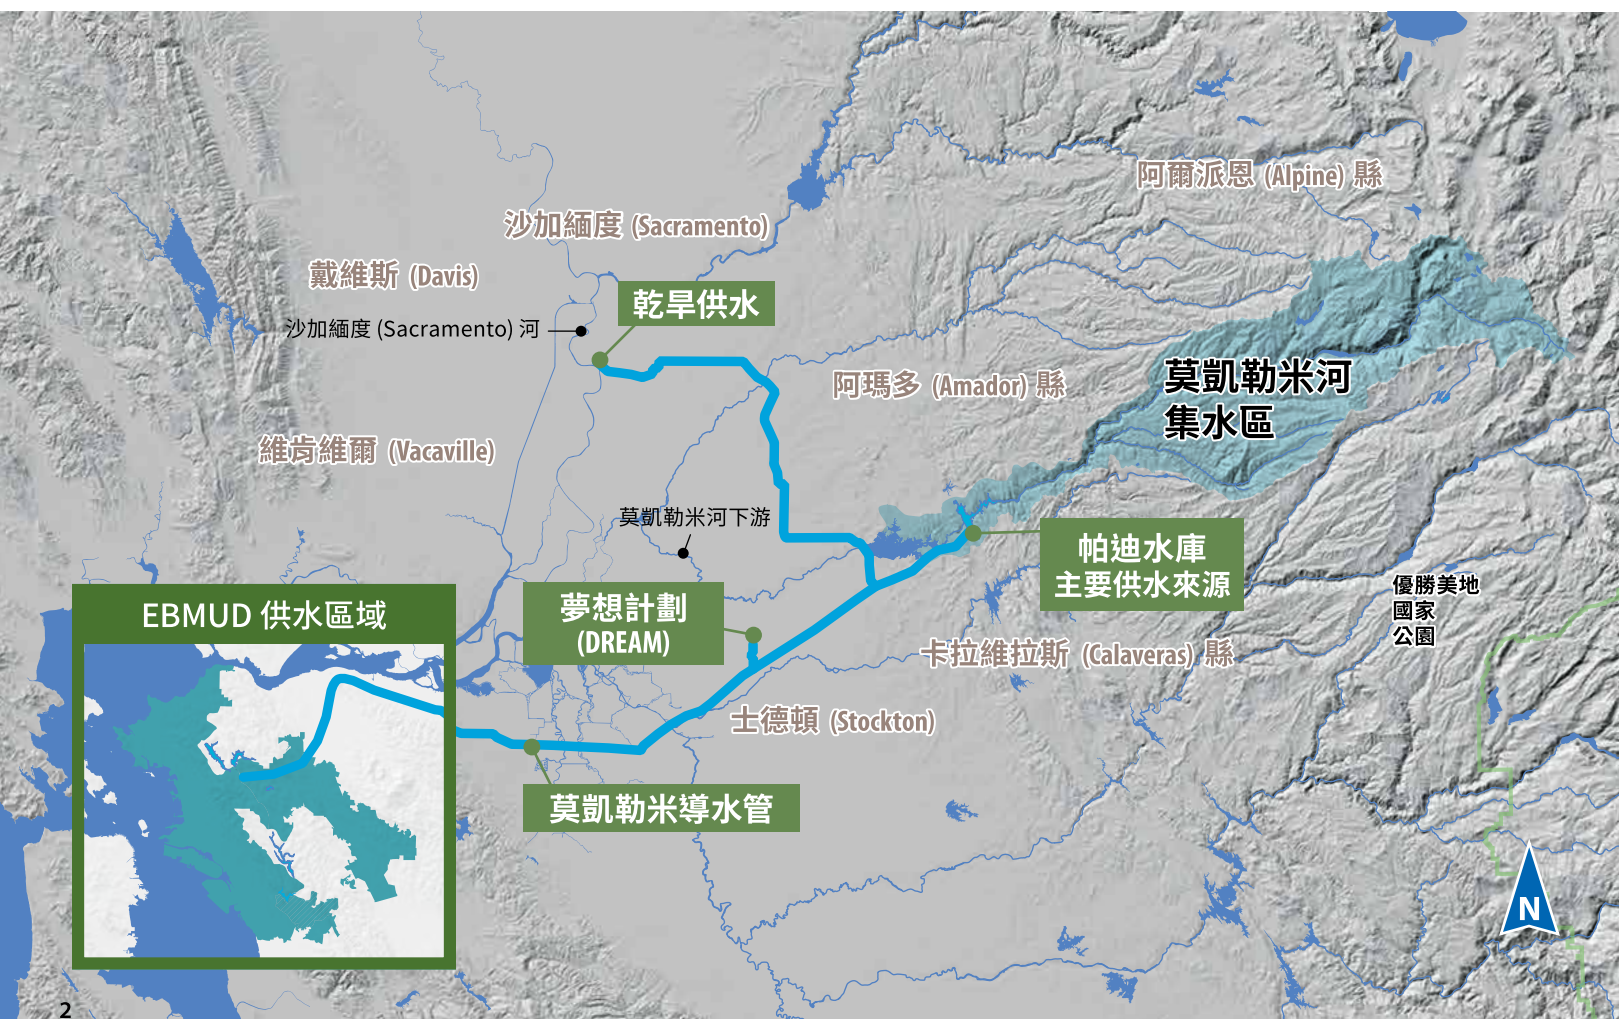 阿爾派恩 (Alpine) 縣
沙加緬度 (Sacramento)
戴維斯 (Davis)
乾旱供水
沙加緬度 (Sacramento) 河
莫凱勒米河
集水區
阿瑪多 (Amador) 縣
維肯維爾 (Vacaville)
莫凱勒米河下游
帕迪水庫
主要供水來源
優勝美地
國家
公園
夢想計劃
(DREAM)
EBMUD 供水區域
卡拉維拉斯 (Calaveras) 縣
士德頓 (Stockton)
莫凱勒米導水管
N
2